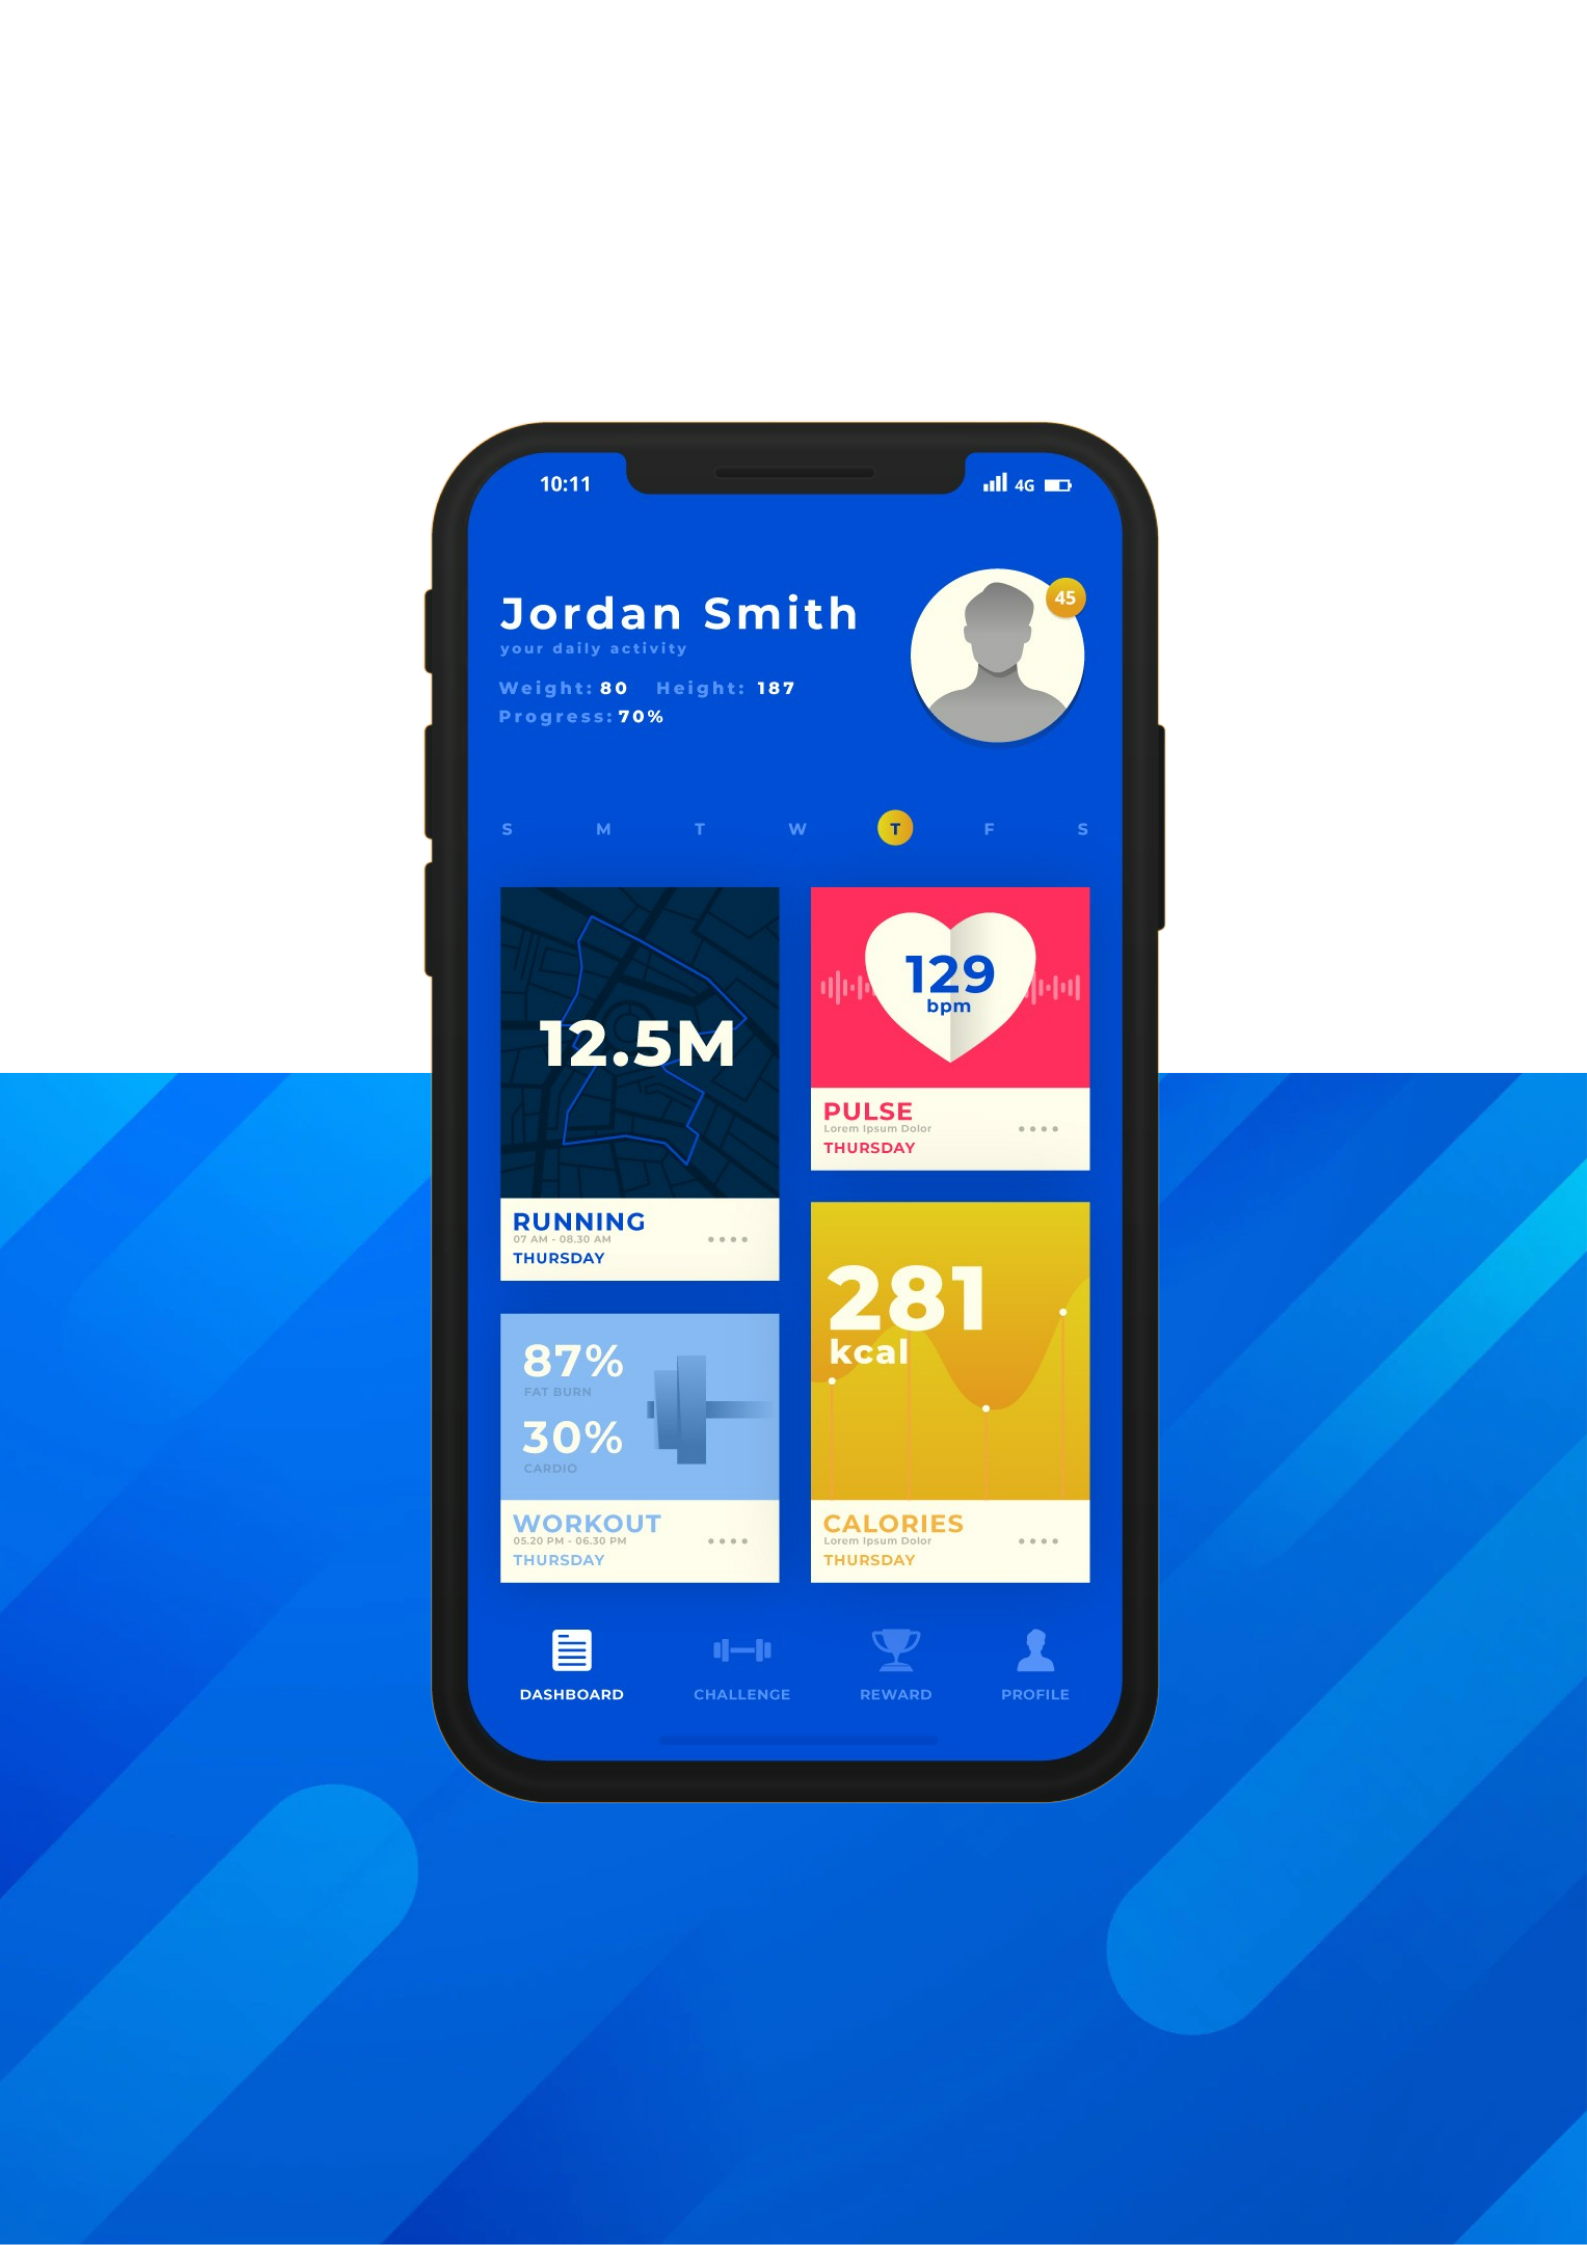 10:11
4G
45
Jordan Smith
your daily activity
Weight: 80 Height: 187
Progress: 70%
S M T W T F S
12.5M
RUNNING
07 AM - 08.30 AM
THURSDAY
129
bpm
PULSE
Lorem Ipsum Dolor
THURSDAY
87%
FAT BURN
30%
CARDIO
WORKOUT
05.20 PM - 06.30 PM
THURSDAY
281
kcal
CALORIES
Lorem Ipsum Dolor
THURSDAY
DASHBOARD CHALLENGE REWARD PROFILE